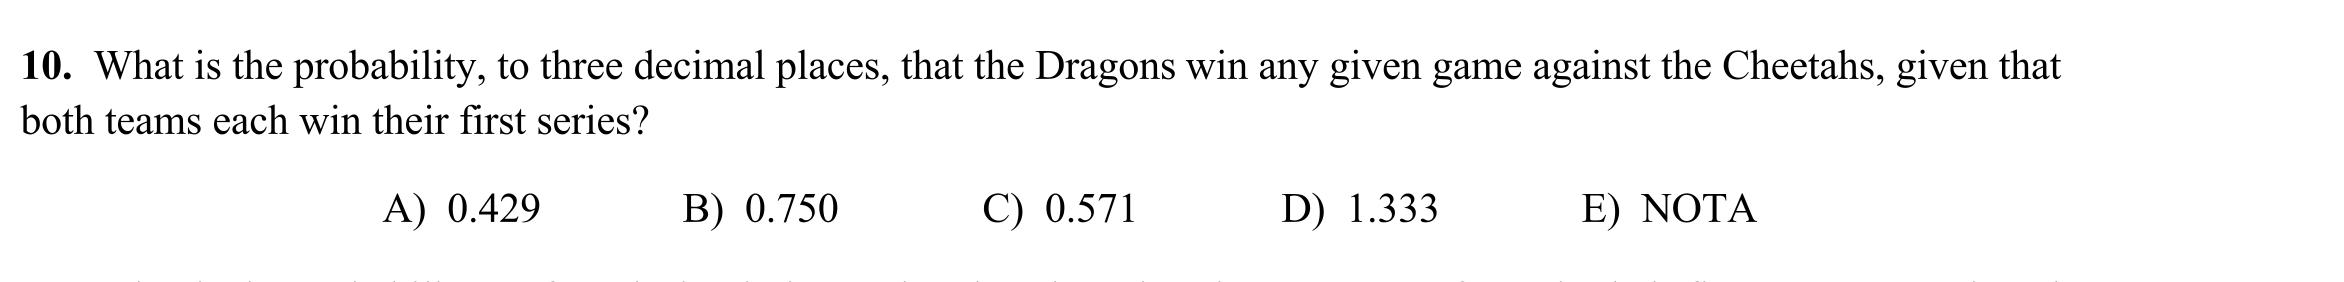 10. What is the probability, to three decimal places, that the Dragons win any given game against the Cheetahs, given that
both teams each win their first series?
A) 0.429 B) 0.750 C) 0.571 D) 1.333 E) NOTA